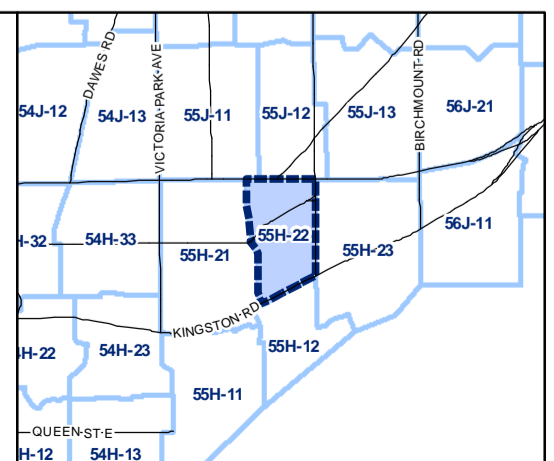 DAWES RD
VICTORIA PARK AVE
BIRCHMOUNT RD
54J-12
54J-13
55J-11
55J-12
55J-13
56J-21
H-32
54H-33
55H-21
55H-22
55H-23
56J-11
KINGSTON RD
4H-22
54H-23
55H-12
55H-11
QUEEN ST E
H-12
54H-13